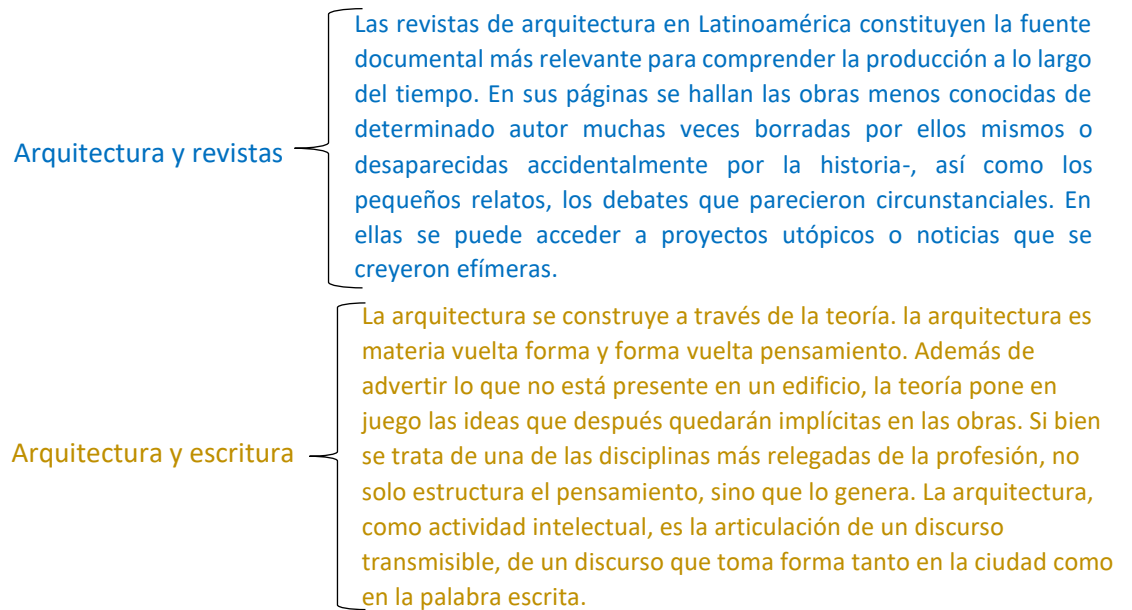 Arquitectura y revistas
Las revistas de arquitectura en Latinoamérica constituyen la fuente
documental más relevante para comprender la producción a lo largo
del tiempo. En sus páginas se hallan las obras menos conocidas de
determinado autor muchas veces borradas por ellos mismos o
desaparecidas accidentalmente por la historia-, así como los
pequeños relatos, los debates que parecieron circunstanciales. En
ellas se puede acceder a proyectos utópicos o noticias que se
creyeron efímeras.
Arquitectura y escritura
La arquitectura se construye a través de la teoría. la arquitectura es
materia vuelta forma y forma vuelta pensamiento. Además de
advertir lo que no está presente en un edificio, la teoría pone en
juego las ideas que después quedarán implícitas en las obras. Si bien
se trata de una de las disciplinas más relegadas de la profesión, no
solo estructura el pensamiento, sino que lo genera. La arquitectura,
como actividad intelectual, es la articulación de un discurso
transmisible, de un discurso que toma forma tanto en la ciudad como
en la palabra escrita.